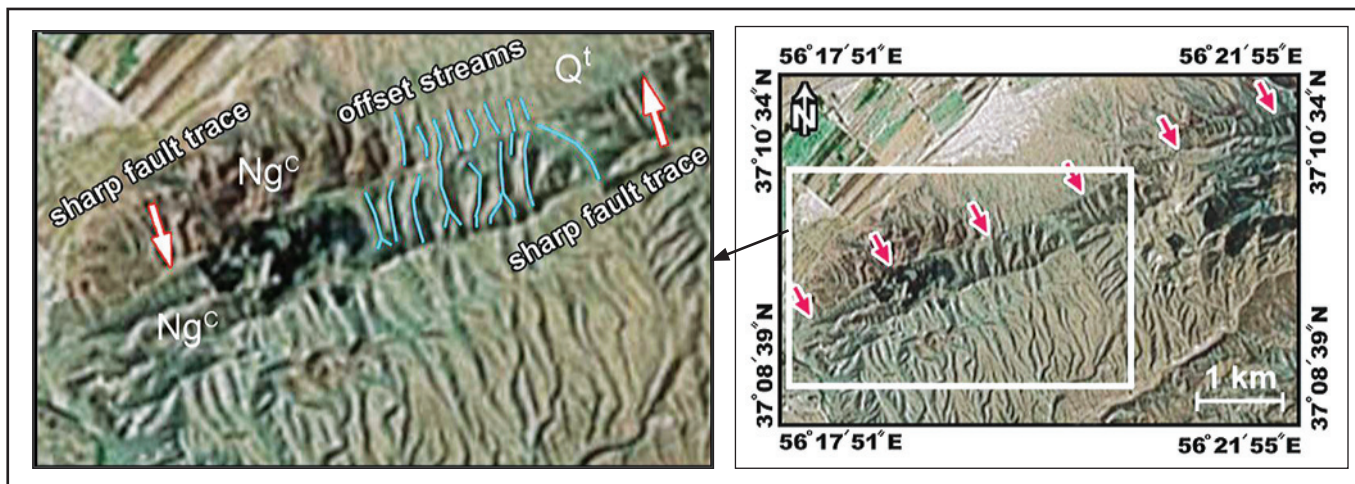 sharp fault trace
offset streams
Qᵗ
Ngᶜ
sharp fault trace
Ngᶜ
56°17′51″E
56°21′55″E
37°10′34″N
37°10′34″N
N
37°08′39″N
37°08′39″N
1 km
56°17′51″E
56°21′55″E